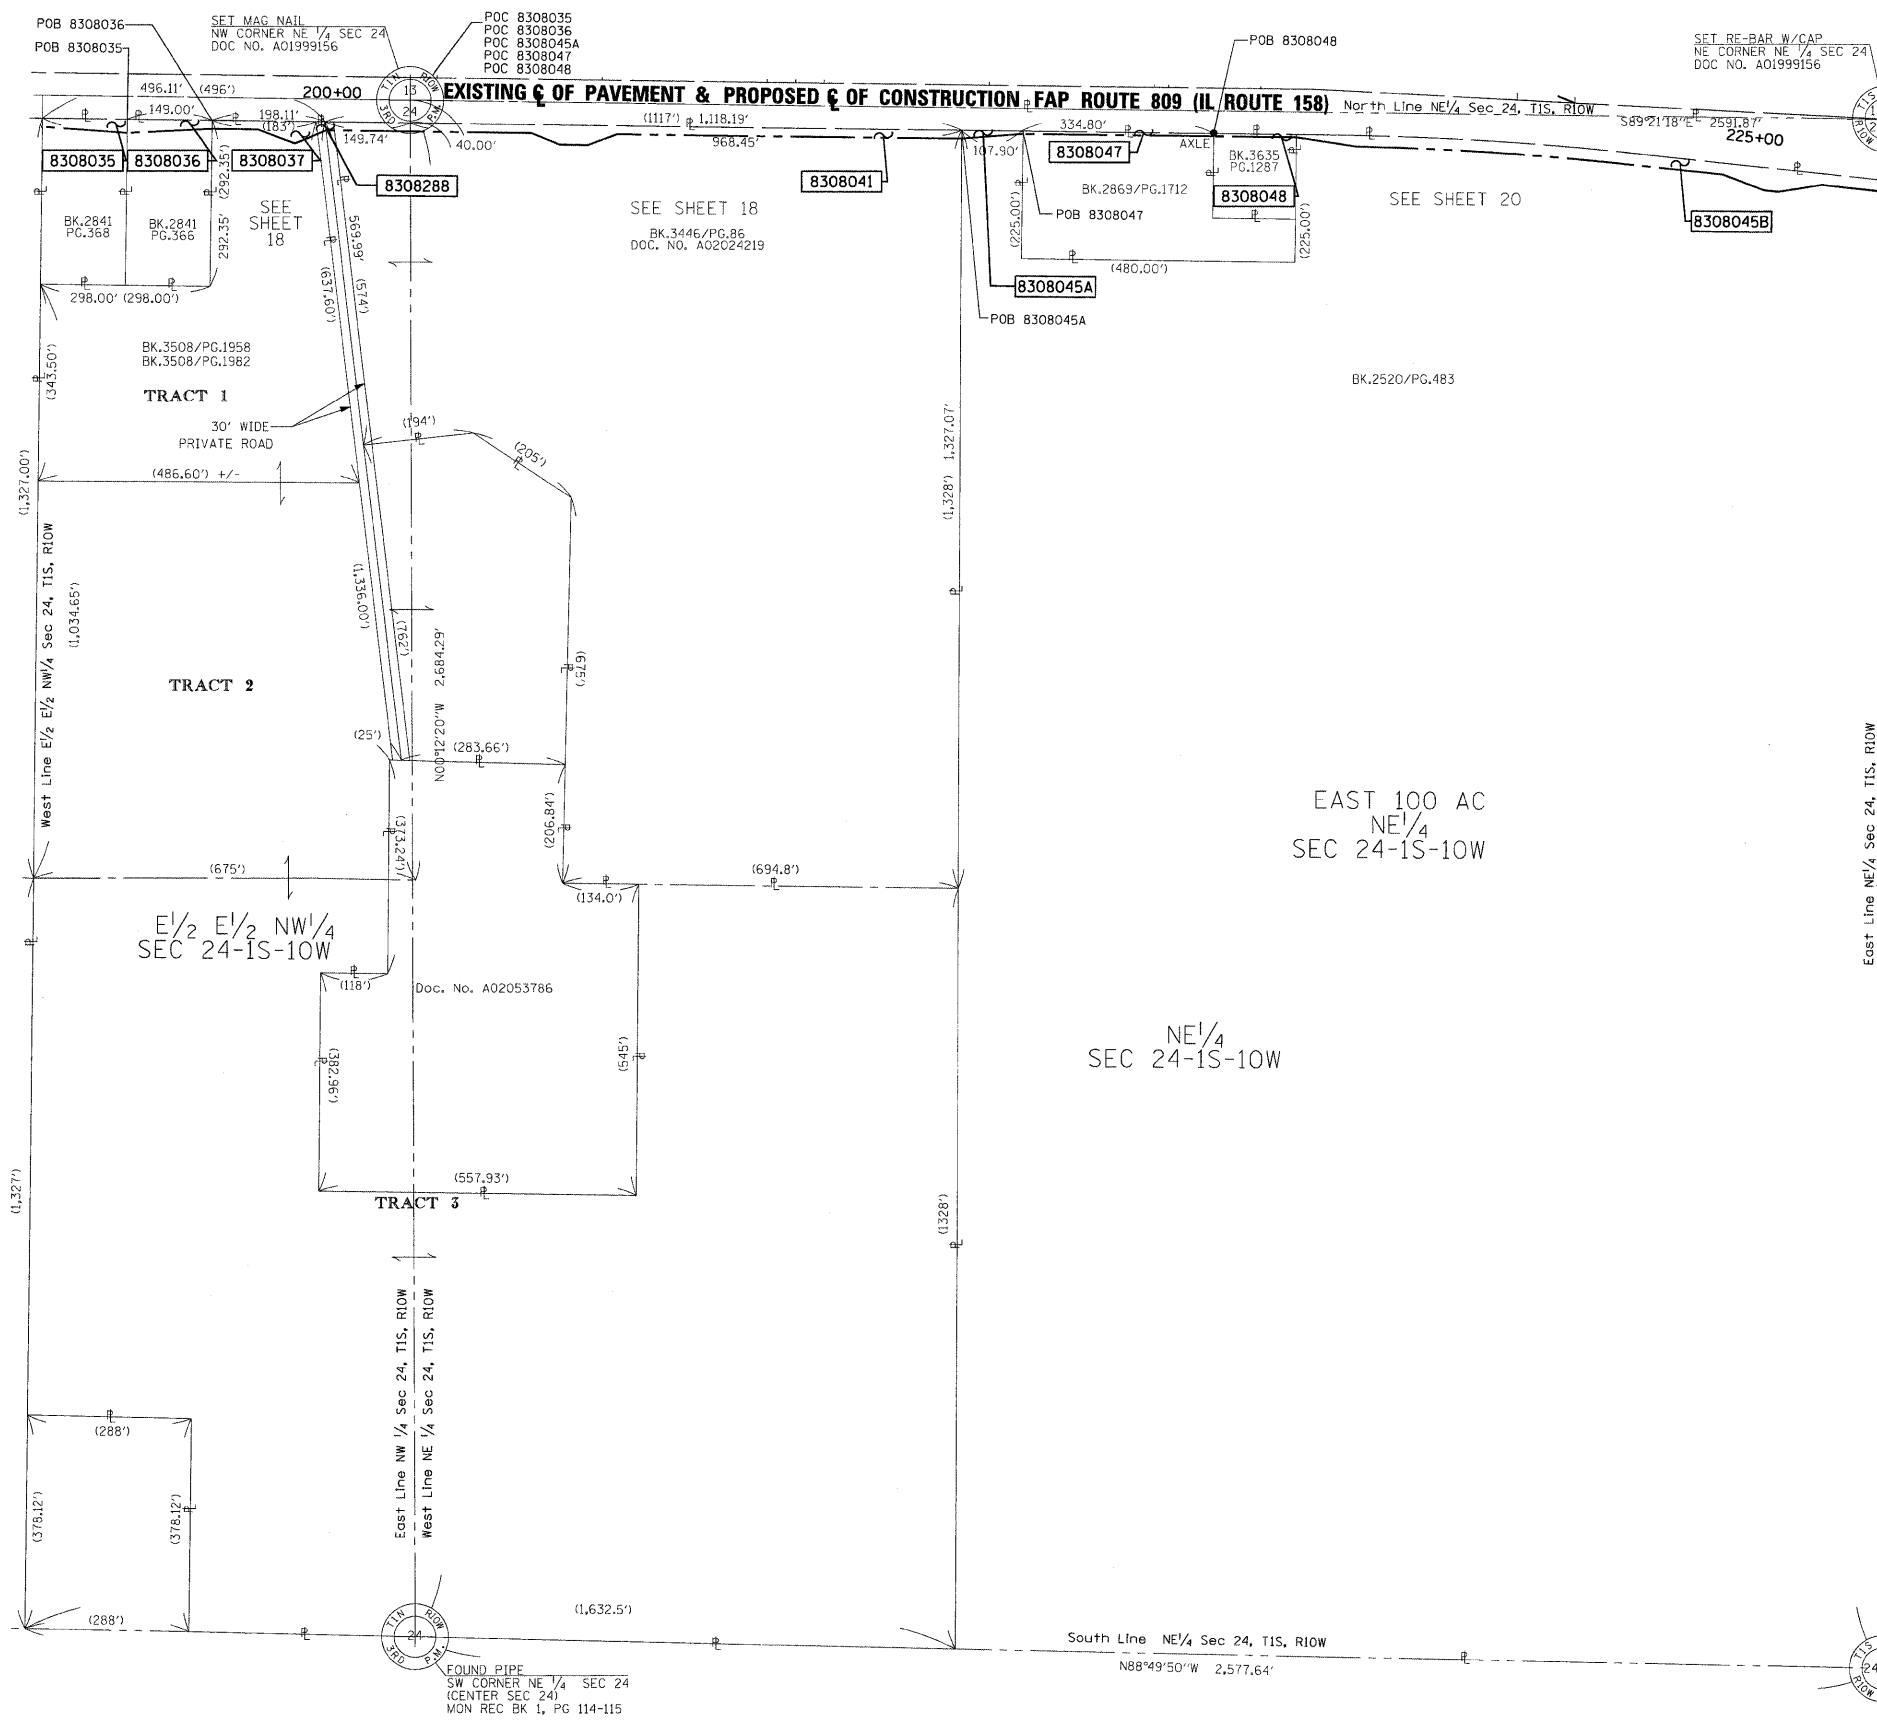 POB 8308036
POB 8308035
SET MAG NAIL
NW CORNER NE 1/4 SEC 24
DOC NO. A01999156
POC 8308035
POC 8308036
POC 8308045A
POC 8308047
POC 8308048
POB 8308048
SET RE-BAR W/CAP
NE CORNER NE 1/4 SEC 24
DOC NO. A01999156
496.11' (496')
200+00
T1N R10W
13
24
3RD P.M.
EXISTING ℄ OF PAVEMENT & PROPOSED ℄ OF CONSTRUCTION FAP ROUTE 809 (IL ROUTE 158)
North Line NE1/4 Sec 24, T1S, R10W
S89°21'18"E 2591.87'
225+00
149.00'
198.11'
(183')
149.74'
40.00'
(1117') 1,118.19'
968.45'
107.90'
334.80'
AXLE
8308035
8308036
8308037
8308288
8308041
8308047
8308048
8308045B
8308045A
BK.3635
PG.1287
BK.2869/PG.1712
POB 8308047
POB 8308045A
(225.00')
(225.00')
(480.00')
SEE SHEET 20
SEE SHEET 18
BK.3446/PG.86
DOC. NO. A02024219
SEE
SHEET
18
BK.2841
PG.368
BK.2841
PG.366
292.35' (292.35')
298.00' (298.00')
569.99' (574')
(637.60')
(343.50')
BK.3508/PG.1958
BK.3508/PG.1982
TRACT 1
30' WIDE
PRIVATE ROAD
(486.60') +/-
(194')
(205')
BK.2520/PG.483
(1,327.00')
(1,328') 1,327.07'
West Line E1/2 E1/2 NW1/4 Sec 24, T1S, R10W
(1,034.65')
(1,336.00')
(762')
N00°12'20"W 2,684.29'
(675')
TRACT 2
(25')
(283.66')
(373.24')
(206.84')
East Line NE1/4 Sec 24, T1S, R10W
EAST 100 AC
NE1/4
SEC 24-1S-10W
(675')
(694.8')
(134.0')
E1/2 E1/2 NW1/4
SEC 24-1S-10W
(118')
Doc. No. A02053786
(382.96')
(545')
NE1/4
SEC 24-1S-10W
(557.93')
TRACT 3
(1,327')
(1328')
East Line NW 1/4 Sec 24, T1S, R10W
West Line NE 1/4 Sec 24, T1S, R10W
(288')
(378.12')
(378.12')
(288')
(1,632.5')
T1N R10W
24
3RD P.M.
South Line NE1/4 Sec 24, T1S, R10W
N88°49'50"W 2,577.64'
T1S
24
R10W
FOUND PIPE
SW CORNER NE 1/4 SEC 24
(CENTER SEC 24)
MON REC BK 1, PG 114-115